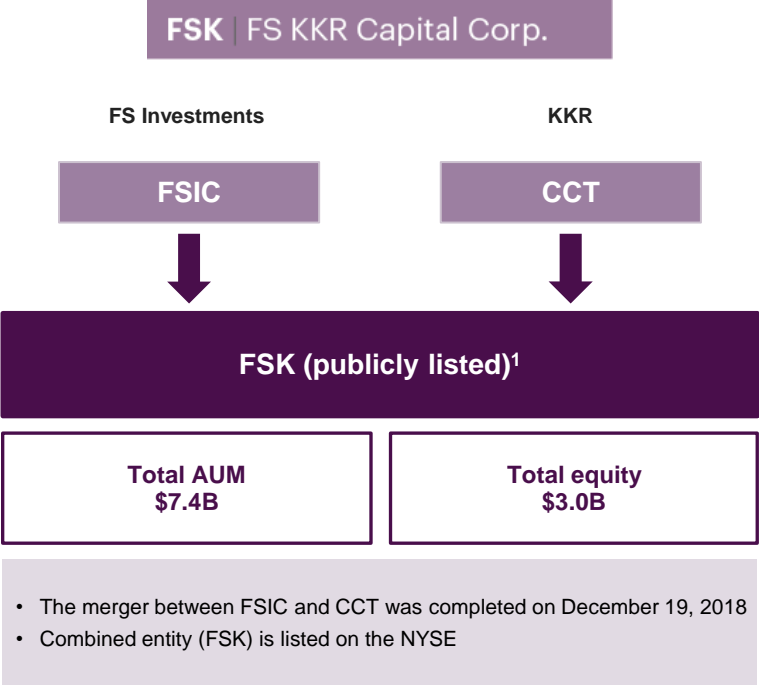 FSK | FS KKR Capital Corp.
FS Investments
KKR
FSIC
CCT
FSK (publicly listed)¹
Total AUM
$7.4B
Total equity
$3.0B
• The merger between FSIC and CCT was completed on December 19, 2018
• Combined entity (FSK) is listed on the NYSE